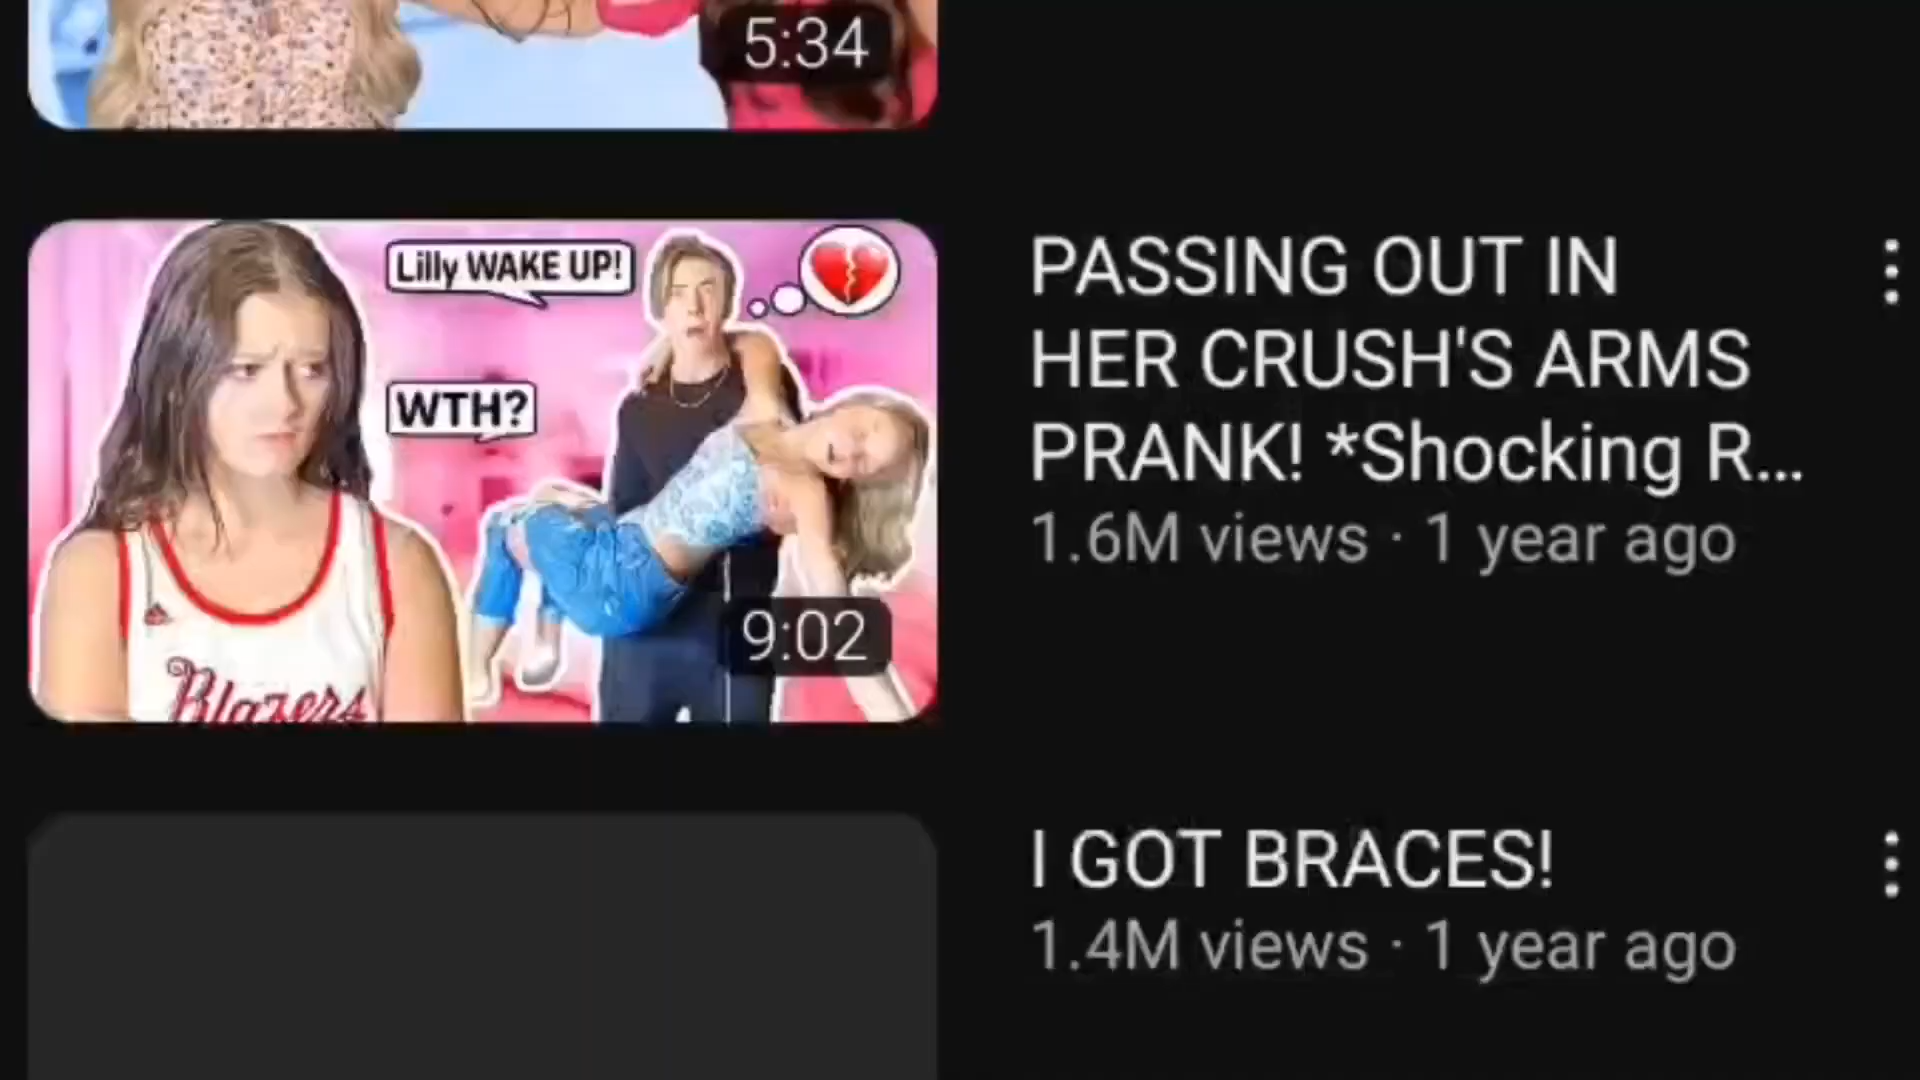 5:34
Lilly WAKE UP!
WTH?
Blazers
9:02
PASSING OUT IN
HER CRUSH'S ARMS
PRANK! *Shocking R...
1.6M views · 1 year ago
I GOT BRACES!
1.4M views · 1 year ago